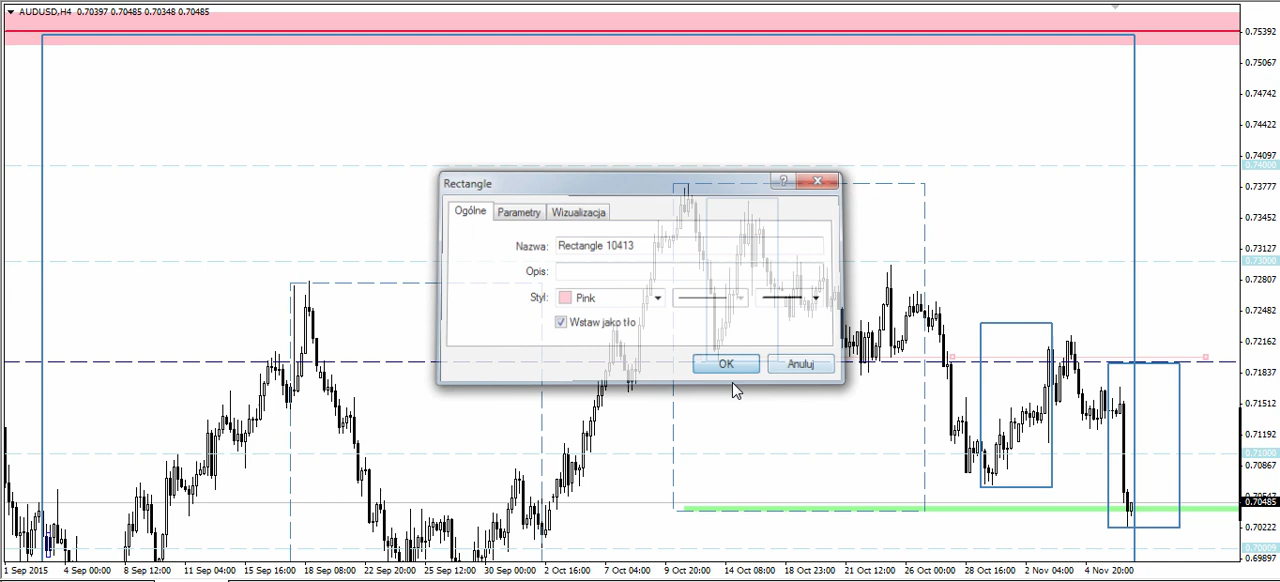 AUDUSD,H4 0.70397 0.70485 0.70348 0.70485
0.75392
0.75067
0.74742
0.74422
0.74097
0.74000
0.73777
0.73452
0.73127
0.73000
0.72807
0.72482
0.72162
0.71837
0.71512
0.71192
0.71000
0.70867
0.70485
0.70222
0.69897
Rectangle
?
Ogólne Parametry Wizualizacja
Nazwa: Rectangle 10413
Opis:
Styl: Pink
Wstaw jako tło
OK Anuluj
1 Sep 2015 4 Sep 00:00 8 Sep 12:00 11 Sep 04:00 15 Sep 16:00 18 Sep 08:00 22 Sep 20:00 25 Sep 12:00 30 Sep 00:00 2 Oct 16:00 7 Oct 04:00 9 Oct 20:00 14 Oct 08:00 18 Oct 23:00 21 Oct 12:00 26 Oct 00:00 28 Oct 16:00 2 Nov 04:00 4 Nov 20:00